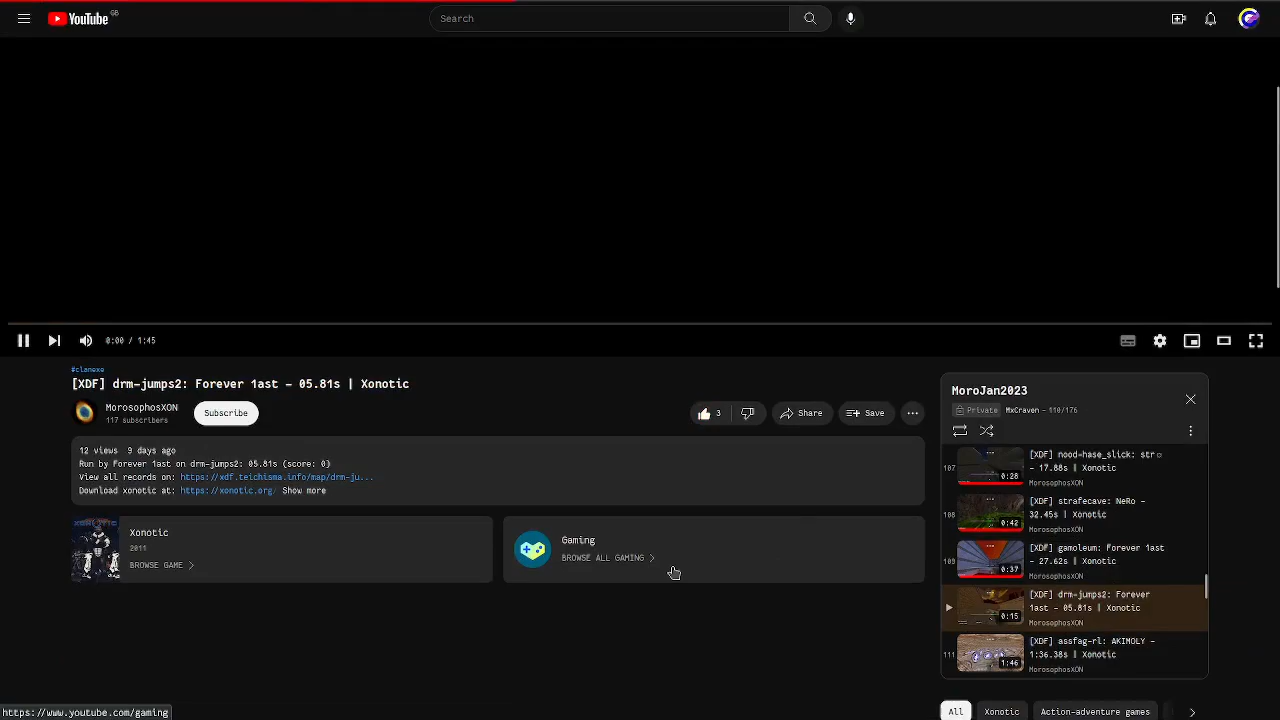 YouTube GB
Search
0:00 / 1:45
#clanexe
[XDF] drm-jumps2: Forever 1ast – 05.81s | Xonotic
MorosophosXON
117 subscribers
Subscribe
3
Share
Save
12 views 9 days ago
Run by Forever 1ast on drm-jumps2: 05.81s (score: 0)
View all records on: https://xdf.teichisma.info/map/drm-ju...
Download xonotic at: https://xonotic.org/ Show more
Xonotic
2011
BROWSE GAME
Gaming
BROWSE ALL GAMING
MoroJan2023
Private MxCraven – 110/176
107
0:28
[XDF] nood-hase_slick: str
– 17.88s | Xonotic
MorosophosXON
108
0:42
[XDF] strafecave: NeRo –
32.45s | Xonotic
MorosophosXON
109
0:37
[XDF] gamoleum: Forever 1ast
– 27.62s | Xonotic
MorosophosXON
0:15
[XDF] drm-jumps2: Forever
1ast – 05.81s | Xonotic
MorosophosXON
111
1:46
[XDF] assfag-rl: AKIMOLY –
1:36.38s | Xonotic
MorosophosXON
All
Xonotic
Action-adventure games
https://www.youtube.com/gaming